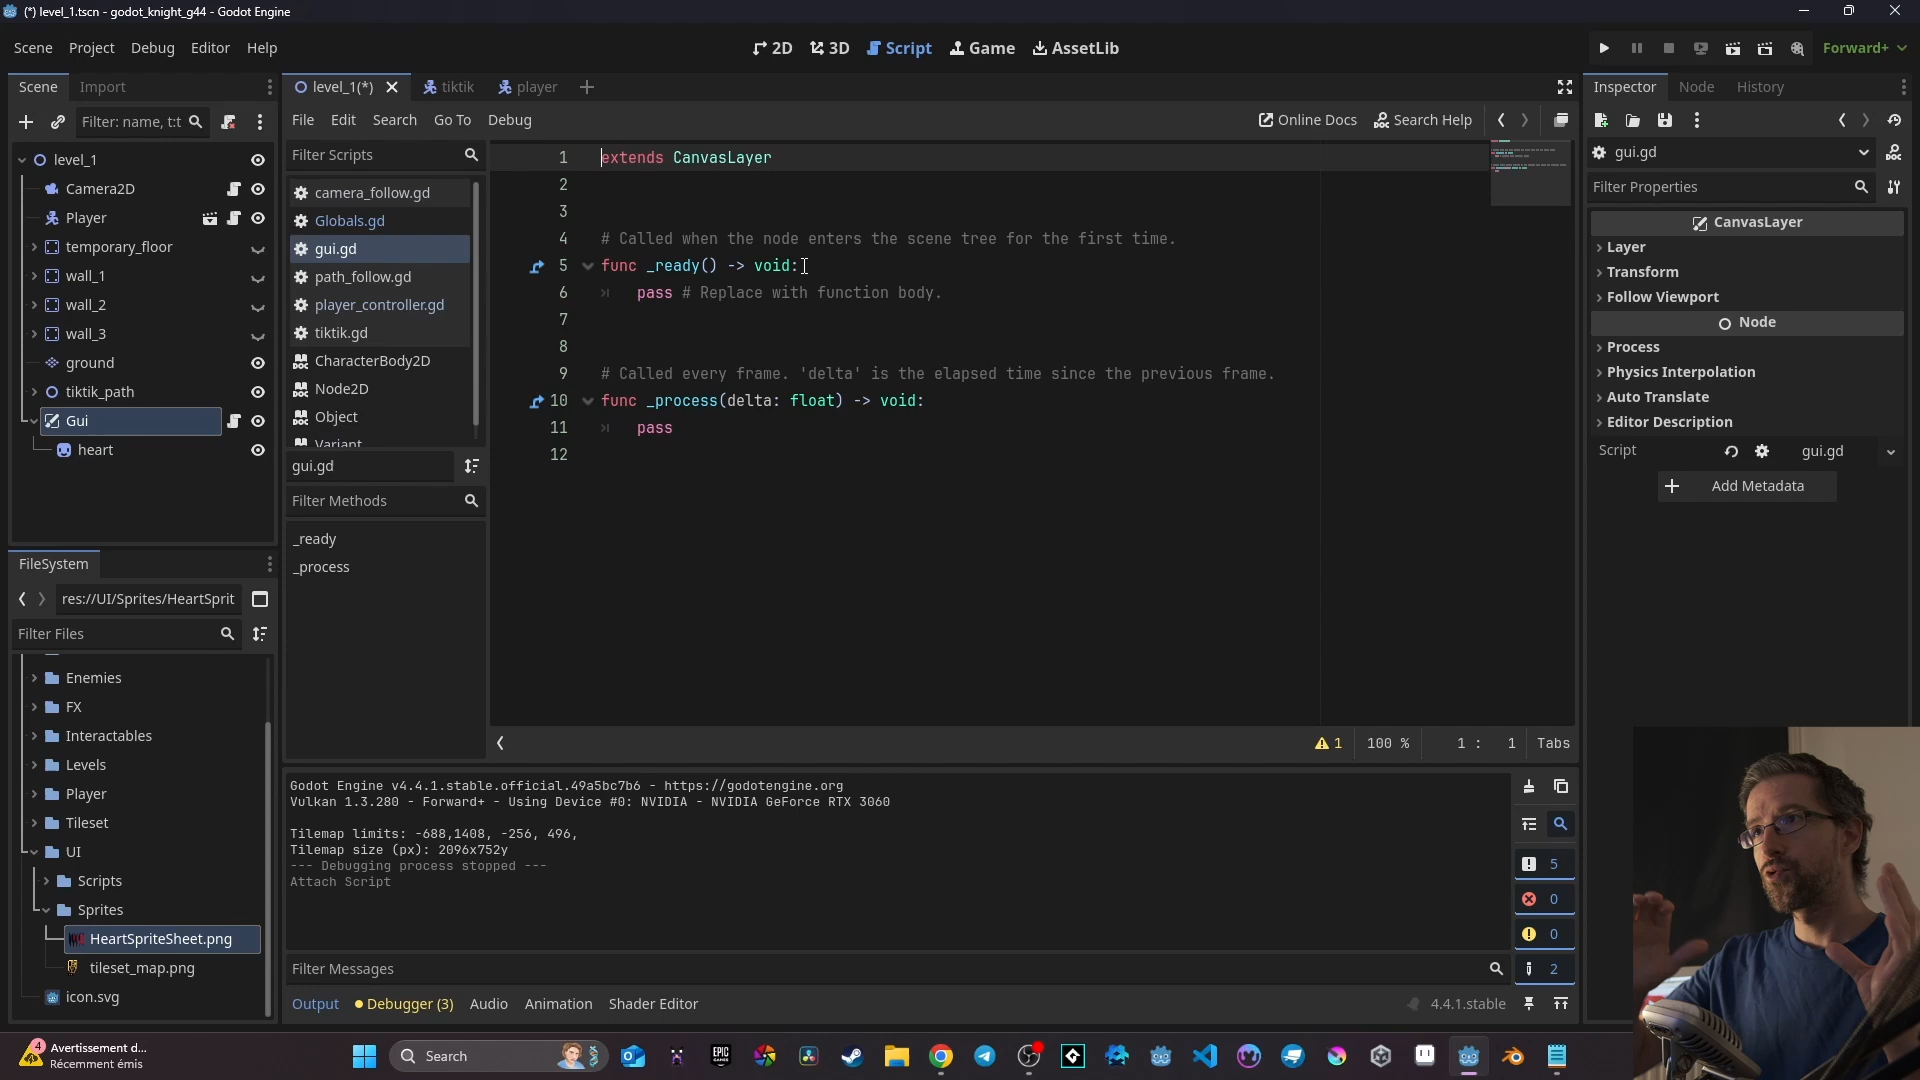 (*) level_1.tscn - godot_knight_g44 - Godot Engine
Scene Project Debug Editor Help
2D 3D Script Game AssetLib
Forward+
Scene Import
level_1(*) tiktik player
Inspector Node History
Filter: name, t:t
File Edit Search Go To Debug
Online Docs Search Help
level_1
Camera2D
Player
temporary_floor
wall_1
wall_2
wall_3
ground
tiktik_path
Gui
heart
Filter Scripts
camera_follow.gd
Globals.gd
gui.gd
path_follow.gd
player_controller.gd
tiktik.gd
CharacterBody2D
Node2D
Object
Variant
gui.gd
Filter Methods
_ready
_process
1 extends CanvasLayer
2
3
4 # Called when the node enters the scene tree for the first time.
5 func _ready() -> void:
6 pass # Replace with function body.
7
8
9 # Called every frame. 'delta' is the elapsed time since the previous frame.
10 func _process(delta: float) -> void:
11 pass
12
1 100 % 1 : 1 Tabs
gui.gd
Filter Properties
CanvasLayer
Layer
Transform
Follow Viewport
Node
Process
Physics Interpolation
Auto Translate
Editor Description
Script gui.gd
Add Metadata
FileSystem
res://UI/Sprites/HeartSprit
Filter Files
Enemies
FX
Interactables
Levels
Player
Tileset
UI
Scripts
Sprites
HeartSpriteSheet.png
tileset_map.png
icon.svg
Godot Engine v4.4.1.stable.official.49a5bc7b6 - https://godotengine.org
Vulkan 1.3.280 - Forward+ - Using Device #0: NVIDIA - NVIDIA GeForce RTX 3060
Tilemap limits: -688,1408, -256, 496,
Tilemap size (px): 2096x752y
--- Debugging process stopped ---
Attach Script
5
0
0
2
Filter Messages
Output Debugger (3) Audio Animation Shader Editor
4.4.1.stable
4
Avertissement d...
Récemment émis
Search
EPIC